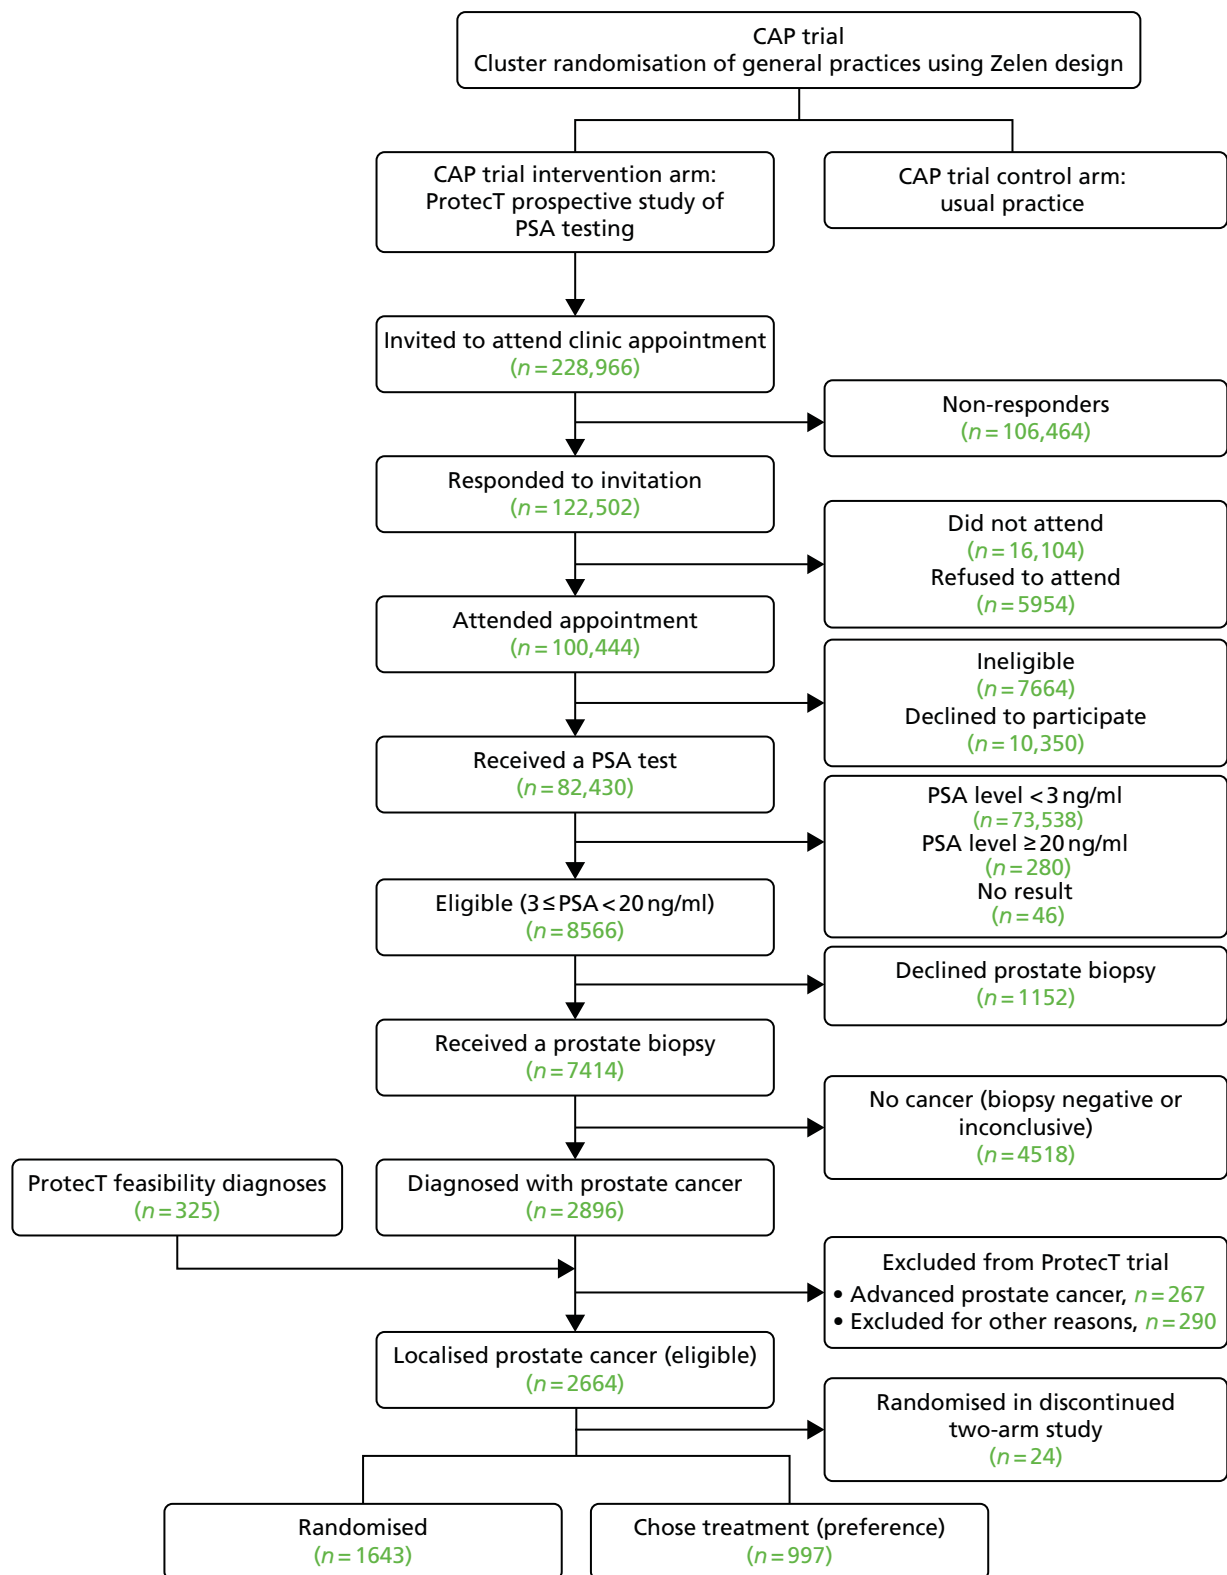 CAP trial
Cluster randomisation of general practices using Zelen design
CAP trial intervention arm:
ProtecT prospective study of
PSA testing
CAP trial control arm:
usual practice
Invited to attend clinic appointment
(n = 228,966)
Non-responders
(n = 106,464)
Responded to invitation
(n = 122,502)
Did not attend
(n = 16,104)
Refused to attend
(n = 5954)
Attended appointment
(n = 100,444)
Ineligible
(n = 7664)
Declined to participate
(n = 10,350)
Received a PSA test
(n = 82,430)
PSA level < 3 ng/ml
(n = 73,538)
PSA level ≥ 20 ng/ml
(n = 280)
No result
(n = 46)
Eligible (3 ≤ PSA < 20 ng/ml)
(n = 8566)
Declined prostate biopsy
(n = 1152)
Received a prostate biopsy
(n = 7414)
No cancer (biopsy negative or
inconclusive)
(n = 4518)
ProtecT feasibility diagnoses
(n = 325)
Diagnosed with prostate cancer
(n = 2896)
Excluded from ProtecT trial
• Advanced prostate cancer, n = 267
• Excluded for other reasons, n = 290
Localised prostate cancer (eligible)
(n = 2664)
Randomised in discontinued
two-arm study
(n = 24)
Randomised
(n = 1643)
Chose treatment (preference)
(n = 997)